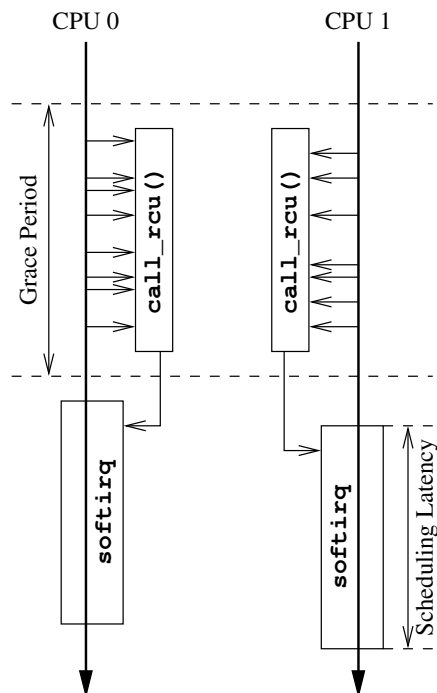 CPU 0
CPU 1
Grace Period
call_rcu()
call_rcu()
softirq
softirq
Scheduling Latency